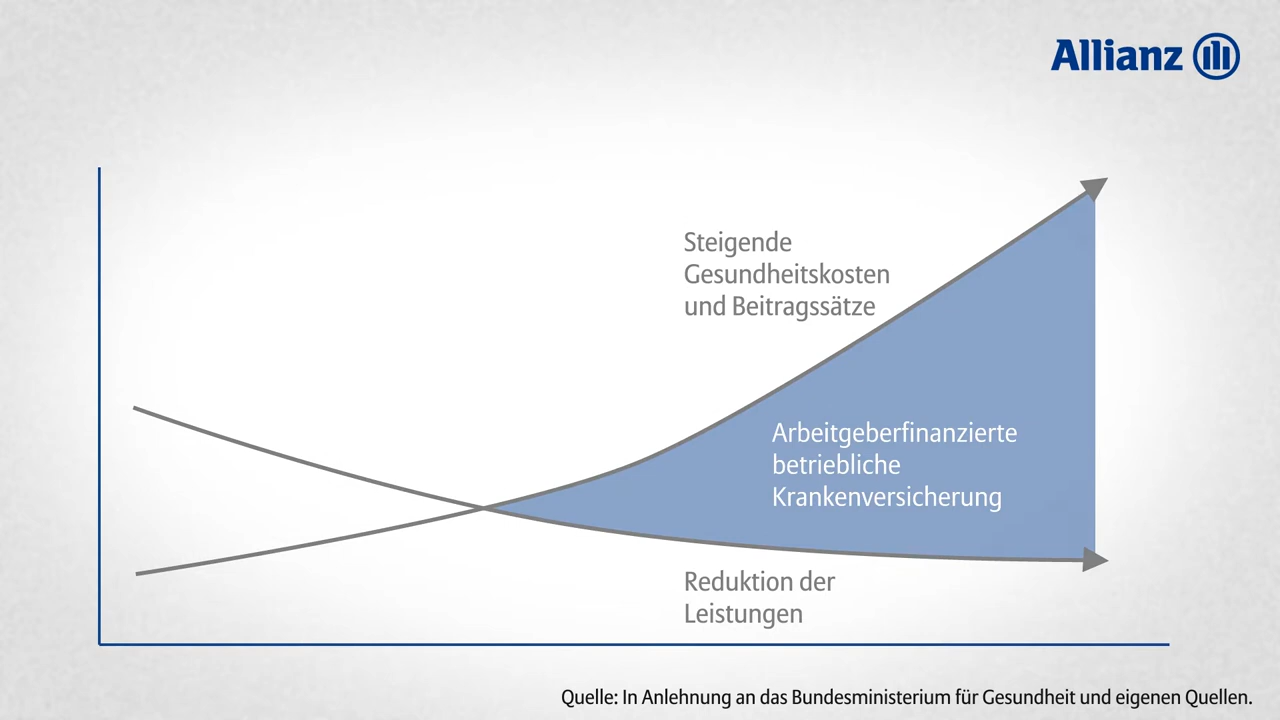 Allianz
Steigende
Gesundheitskosten
und Beitragssätze
Arbeitgeberfinanzierte
betriebliche
Krankenversicherung
Reduktion der
Leistungen
Quelle: In Anlehnung an das Bundesministerium für Gesundheit und eigenen Quellen.